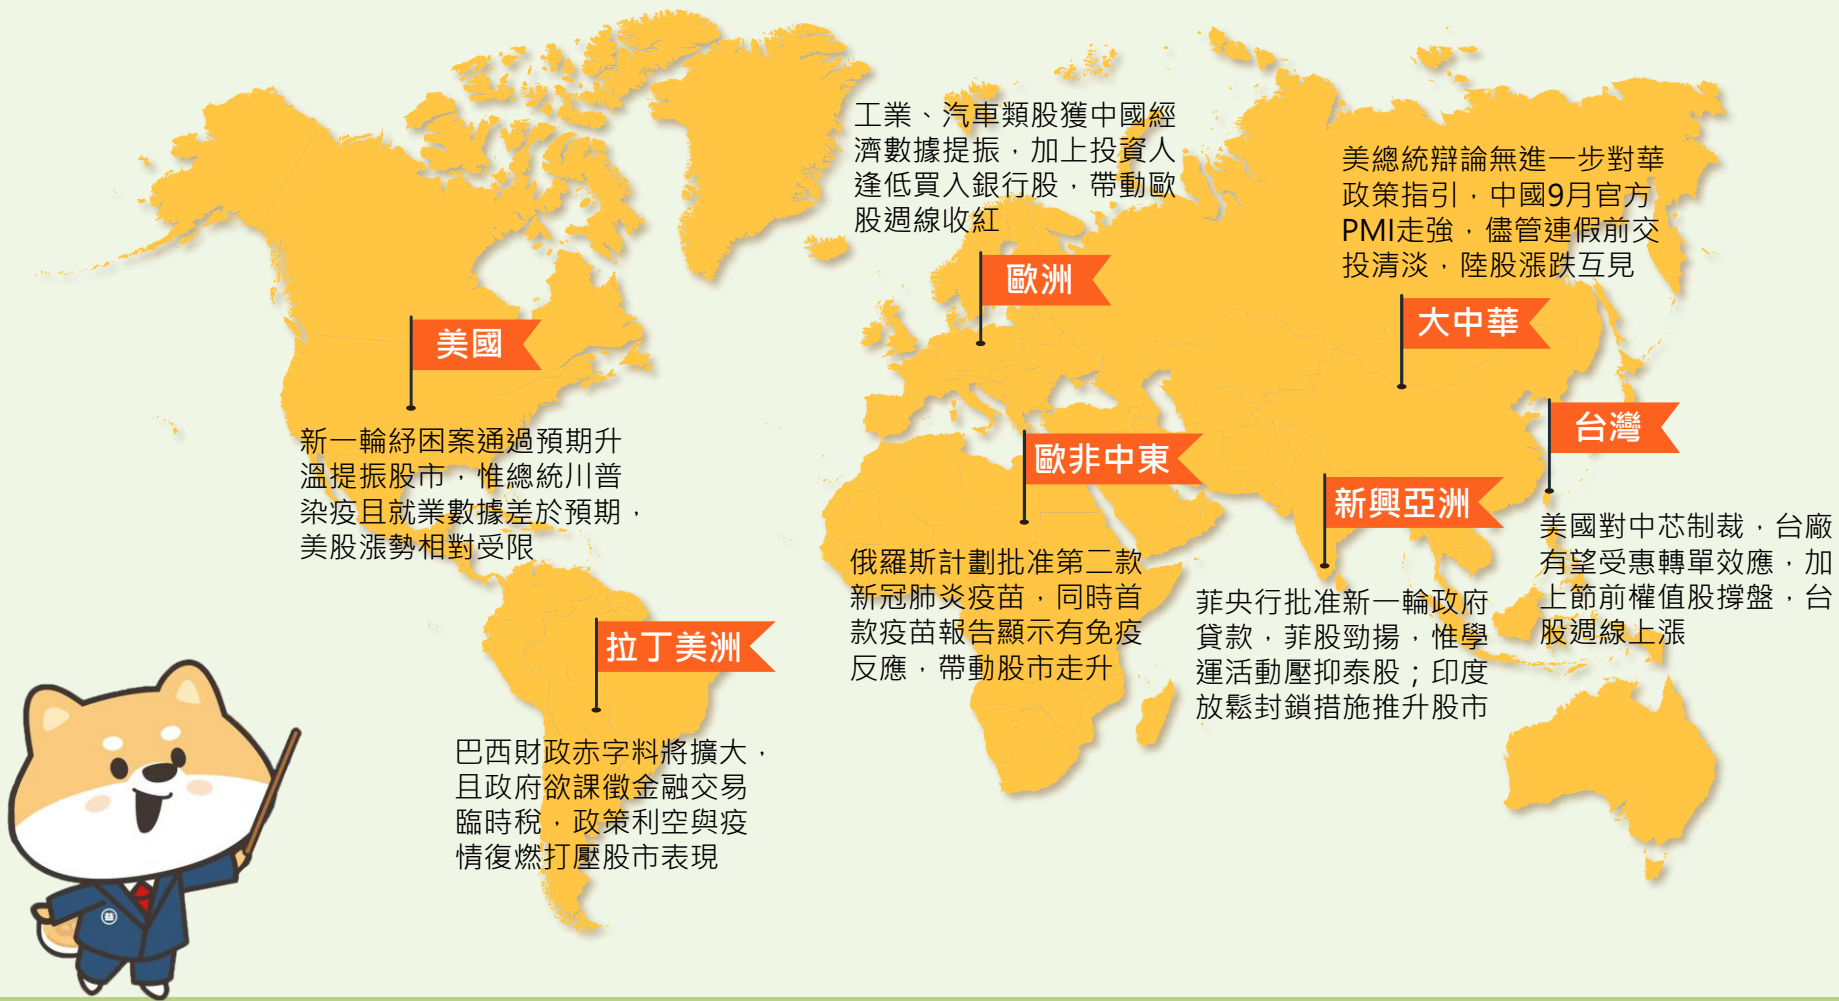 美國
新一輪紓困案通過預期升
溫提振股市，惟總統川普
染疫且就業數據差於預期，
美股漲勢相對受限
拉丁美洲
巴西財政赤字料將擴大，
且政府欲課徵金融交易
臨時稅，政策利空與疫
情復燃打壓股市表現
工業、汽車類股獲中國經
濟數據提振，加上投資人
逢低買入銀行股，帶動歐
股週線收紅
歐洲
歐非中東
俄羅斯計劃批准第二款
新冠肺炎疫苗，同時首
款疫苗報告顯示有免疫
反應，帶動股市走升
美總統辯論無進一步對華
政策指引，中國9月官方
PMI走強，儘管連假前交
投清淡，陸股漲跌互見
大中華
新興亞洲
菲央行批准新一輪政府
貸款，菲股勁揚，惟學
運活動壓抑泰股；印度
放鬆封鎖措施推升股市
台灣
美國對中芯制裁，台廠
有望受惠轉單效應，加
上節前權值股撐盤，台
股週線上漲